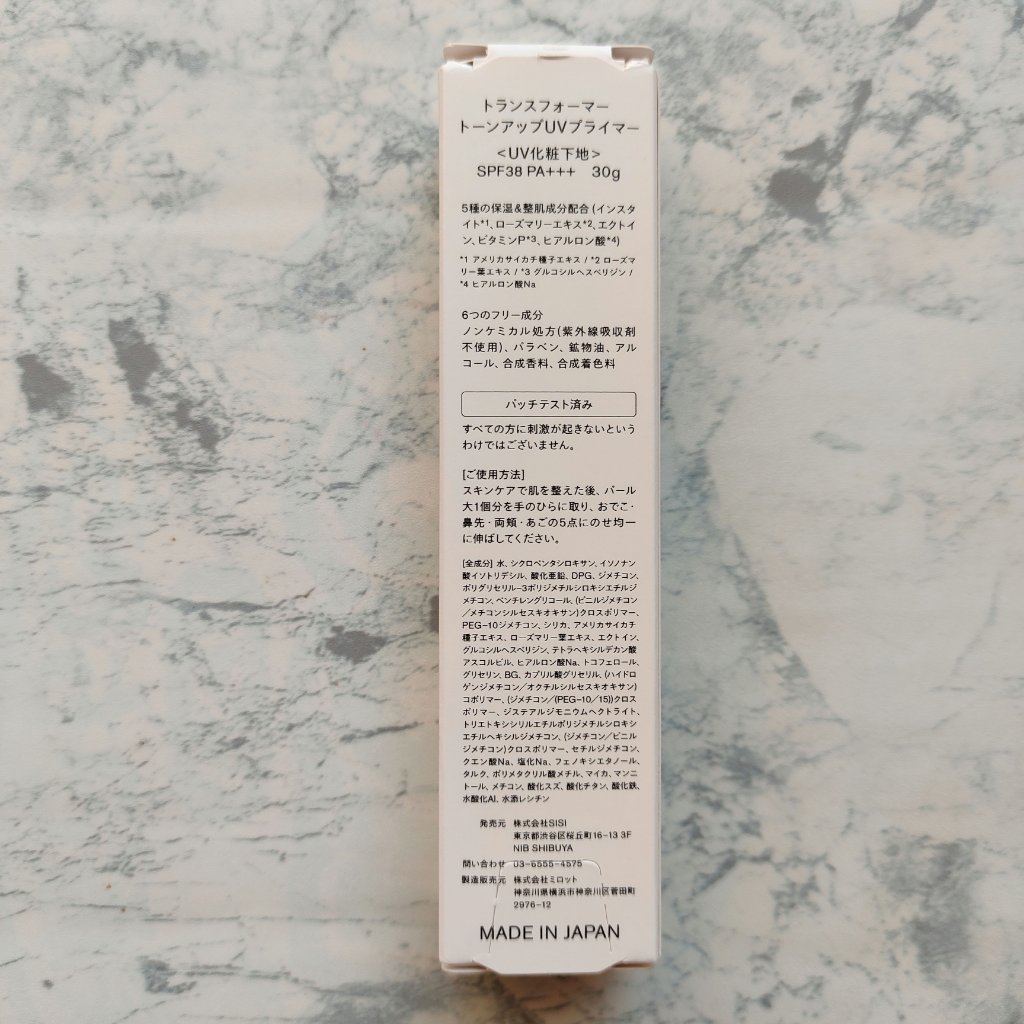 トランスフォーマー
トーンアップUVプライマー
<UV化粧下地>
SPF38 PA+++ 30g
5種の保湿&整肌成分配合(インスタ
イト*1、ローズマリーエキス*2、エクトイ
ン、ビタミンP*3、ヒアルロン酸*4)
*1 アメリカサイカチ種子エキス / *2 ローズマ
リー葉エキス / *3 グルコシルヘスペリジン /
*4 ヒアルロン酸Na
6つのフリー成分
ノンケミカル処方(紫外線吸収剤
不使用)、パラベン、鉱物油、アル
コール、合成香料、合成着色料
パッチテスト済み
すべての方に刺激が起きないという
わけではございません。
[ご使用方法]
スキンケアで肌を整えた後、パール
大1個分を手のひらに取り、おでこ・
鼻先・両頬・あごの5点にのせ均一
に伸ばしてください。
[全成分] 水、シクロペンタシロキサン、イソノナン
酸イソトリデシル、酸化亜鉛、DPG、ジメチコン、
ポリグリセリル-3ポリジメチルシロキシエチルジ
メチコン、ペンチレングリコール、(ビニルジメチコン
/メチコンシルセスキオキサン)クロスポリマー、
PEG-10ジメチコン、シリカ、アメリカサイカチ
種子エキス、ローズマリー葉エキス、エクトイン、
グルコシルヘスペリジン、テトラヘキシルデカン酸
アスコルビル、ヒアルロン酸Na、トコフェロール、
グリセリン、BG、カプリル酸グリセリル、(ハイドロ
ゲンジメチコン/オクチルシルセスキオキサン)
コポリマー、(ジメチコン/(PEG-10/15))クロス
ポリマー、ジステアルジモニウムヘクトライト、
トリエトキシシリルエチルポリジメチルシロキシ
エチルヘキシルジメチコン、(ジメチコン/ビニル
ジメチコン)クロスポリマー、セチルジメチコン、
クエン酸Na、塩化Na、フェノキシエタノール、
タルク、ポリメタクリル酸メチル、マイカ、マンニ
トール、メチコン、酸化スズ、酸化チタン、酸化鉄、
水酸化Al、水添レシチン
発売元 株式会社SISI
東京都渋谷区桜丘町16-13 3F
NIB SHIBUYA
問い合わせ 03-6555-4575
製造販売元 株式会社ミロット
神奈川県横浜市神奈川区菅田町
2976-12
MADE IN JAPAN